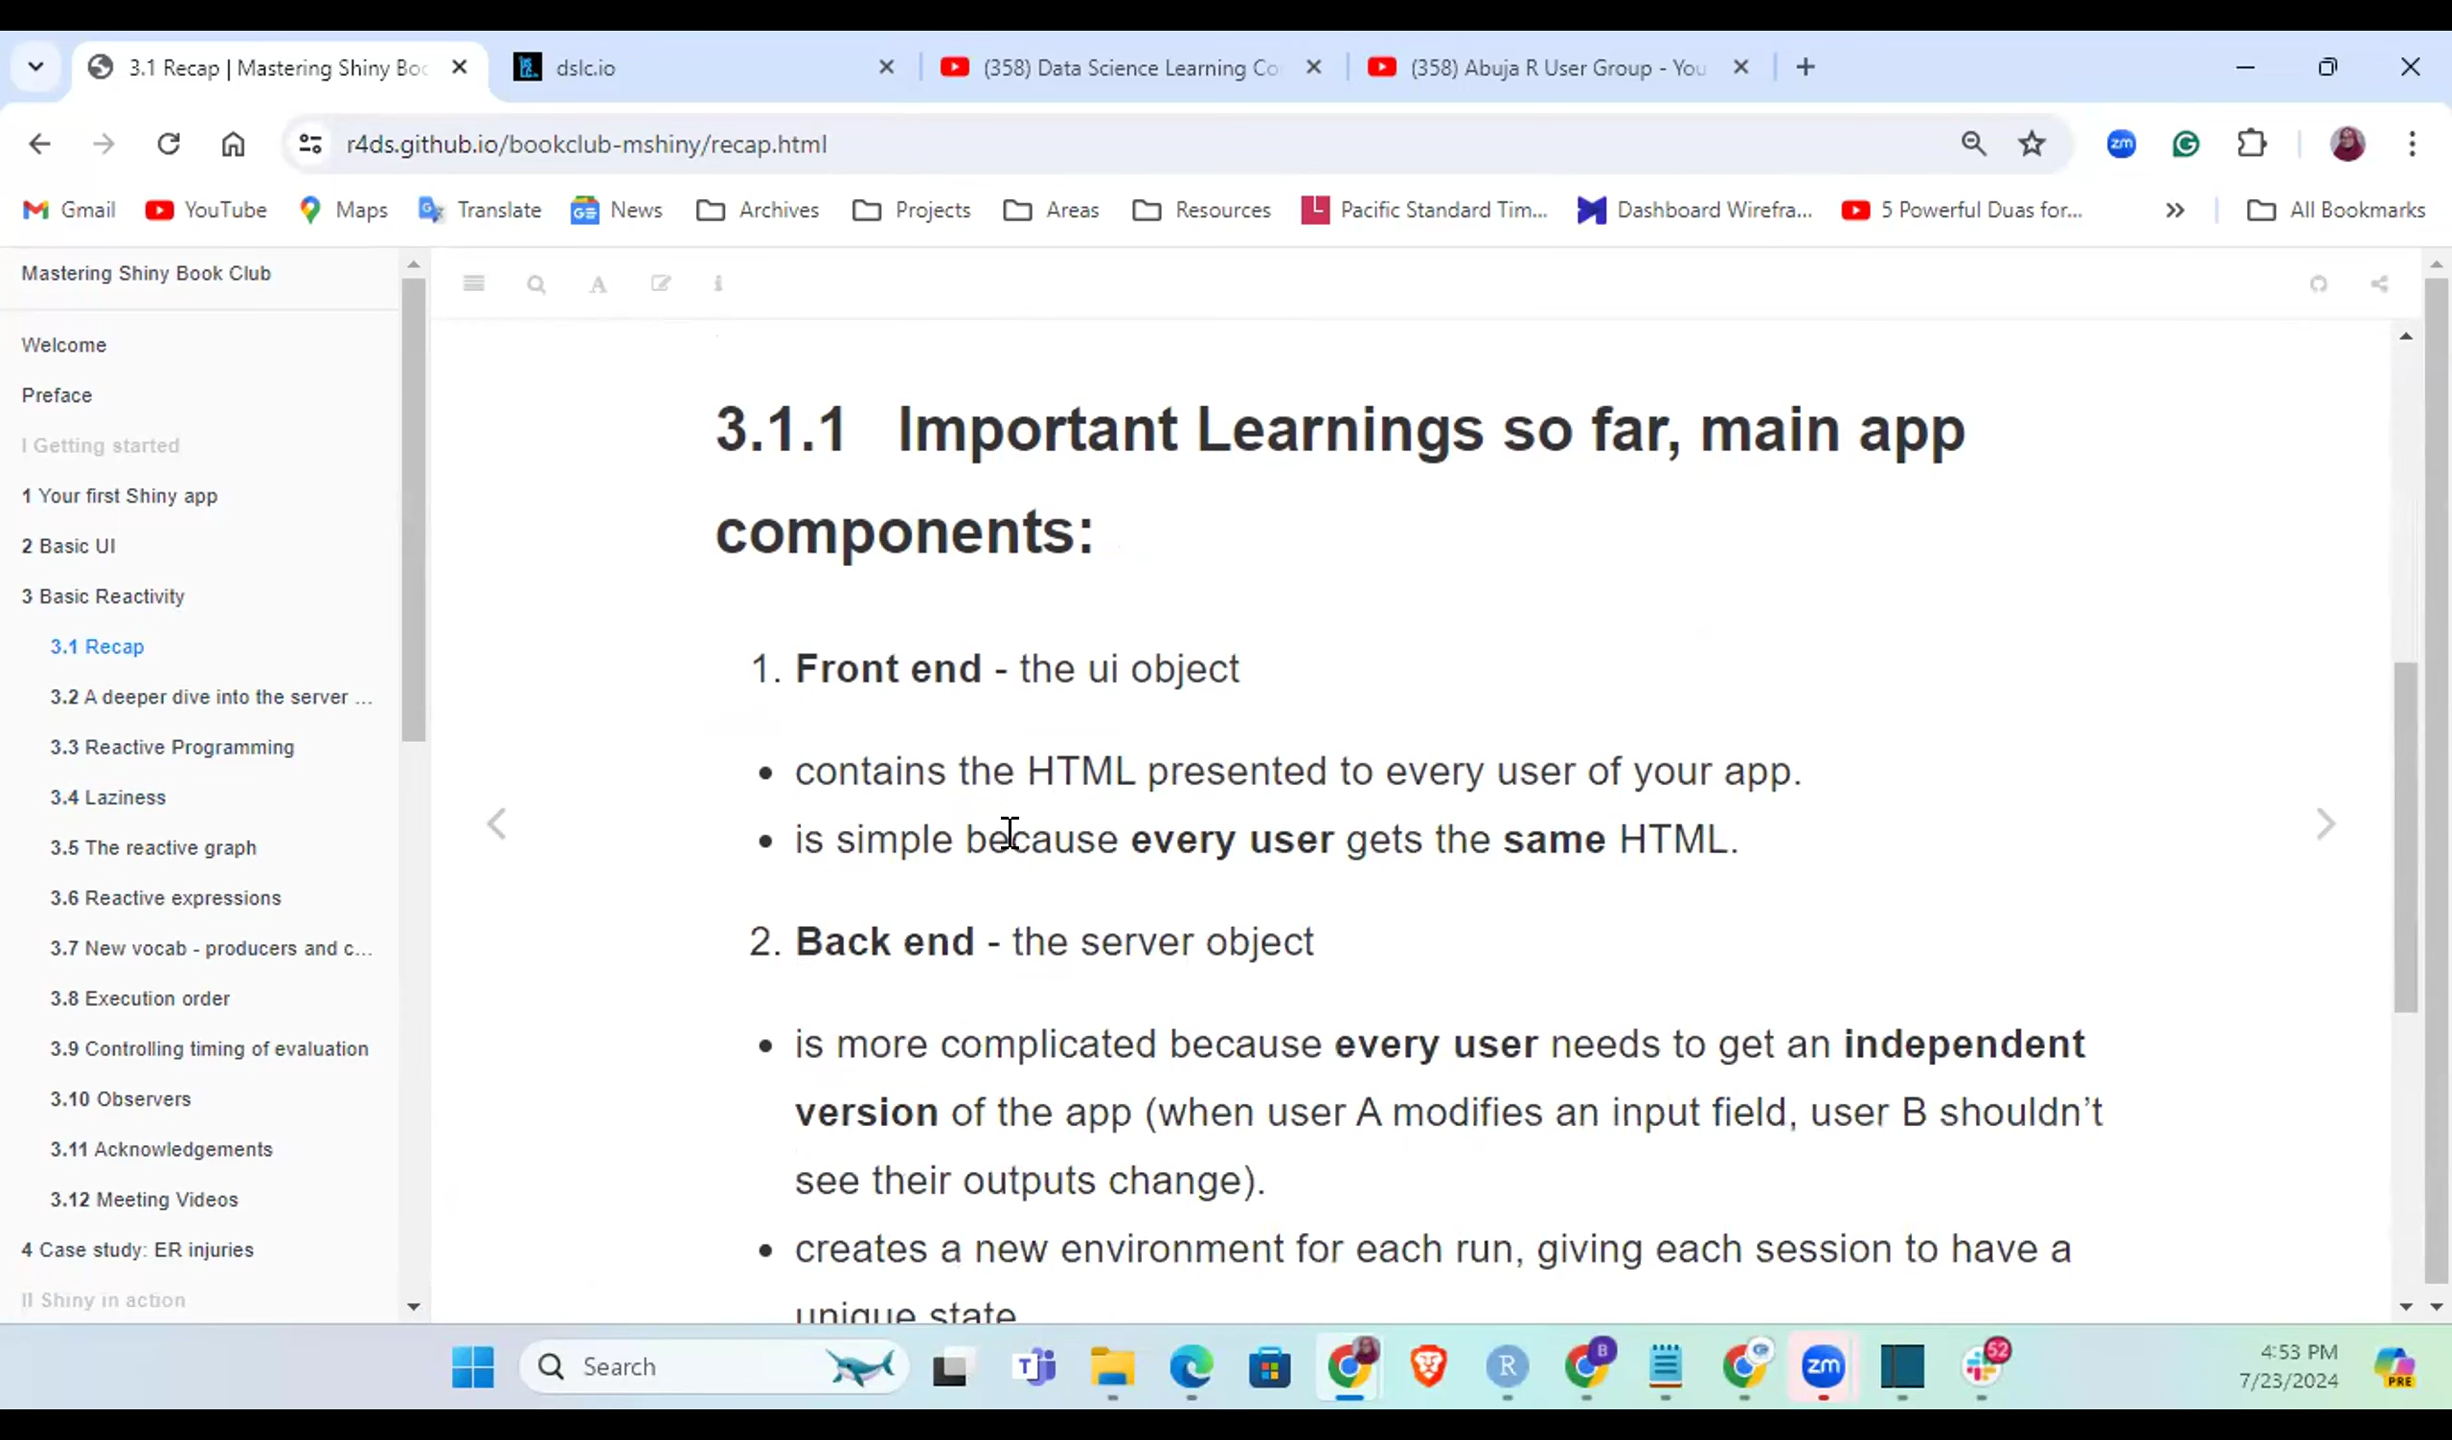 3.1 Recap | Mastering Shiny Boo
dslc.io
(358) Data Science Learning Co
(358) Abuja R User Group - You
r4ds.github.io/bookclub-mshiny/recap.html
zm
Gmail
YouTube
Maps
Translate
News
Archives
Projects
Areas
Resources
Pacific Standard Tim...
Dashboard Wirefra...
5 Powerful Duas for...
All Bookmarks
Mastering Shiny Book Club
Welcome
Preface
I Getting started
1 Your first Shiny app
2 Basic UI
3 Basic Reactivity
3.1 Recap
3.2 A deeper dive into the server ...
3.3 Reactive Programming
3.4 Laziness
3.5 The reactive graph
3.6 Reactive expressions
3.7 New vocab - producers and c...
3.8 Execution order
3.9 Controlling timing of evaluation
3.10 Observers
3.11 Acknowledgements
3.12 Meeting Videos
4 Case study: ER injuries
II Shiny in action
3.1.1 Important Learnings so far, main app
components:
1. Front end - the ui object
• contains the HTML presented to every user of your app.
• is simple because every user gets the same HTML.
2. Back end - the server object
• is more complicated because every user needs to get an independent
version of the app (when user A modifies an input field, user B shouldn’t
see their outputs change).
• creates a new environment for each run, giving each session to have a
unique state
Search
R
B
zm
52
4:53 PM
7/23/2024
PRE